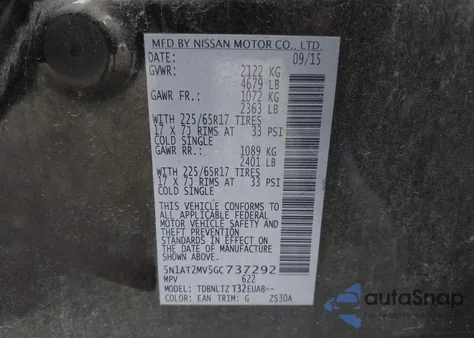 MFD BY NISSAN MOTOR CO., LTD.
DATE: 09/15
GVWR: 2122 KG
4679 LB
GAWR FR.: 1072 KG
2363 LB
WITH 225/65R17 TIRES
17 X 7J RIMS AT 33 PSI
COLD SINGLE
GAWR RR.: 1089 KG
2401 LB
WITH 225/65R17 TIRES
17 X 7J RIMS AT 33 PSI
COLD SINGLE
THIS VEHICLE CONFORMS TO
ALL APPLICABLE FEDERAL
MOTOR VEHICLE SAFETY
STANDARDS IN EFFECT ON
THE DATE OF MANUFACTURE
SHOWN ABOVE.
5N1AT2MV5GC737292
MPV 622
MODEL: TDBNLTZ T32EUAB--
COLOR: EAN TRIM: G ZS30A
autoSnap